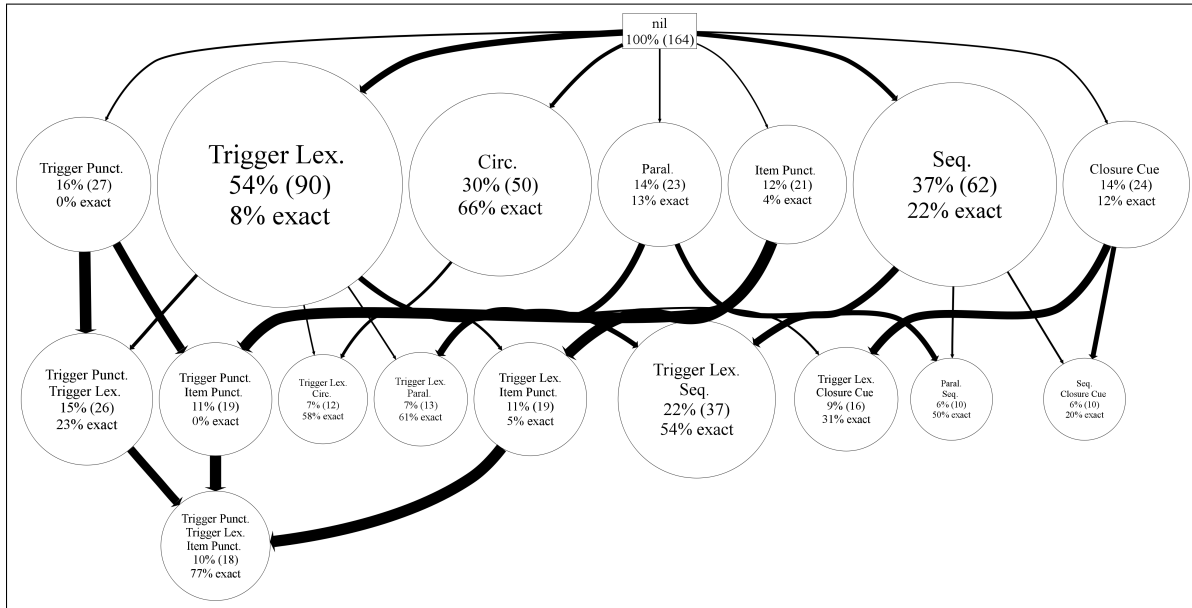 nil
100% (164)
Trigger Punct.
16% (27)
0% exact
Trigger Lex.
54% (90)
8% exact
Circ.
30% (50)
66% exact
Paral.
14% (23)
13% exact
Item Punct.
12% (21)
4% exact
Seq.
37% (62)
22% exact
Closure Cue
14% (24)
12% exact
Trigger Punct.
Trigger Lex.
15% (26)
23% exact
Trigger Punct.
Item Punct.
11% (19)
0% exact
Trigger Lex.
Circ.
7% (12)
58% exact
Trigger Lex.
Paral.
7% (13)
61% exact
Trigger Lex.
Item Punct.
11% (19)
5% exact
Trigger Lex.
Seq.
22% (37)
54% exact
Trigger Lex.
Closure Cue
9% (16)
31% exact
Paral.
Seq.
6% (10)
50% exact
Seq.
Closure Cue
6% (10)
20% exact
Trigger Punct.
Trigger Lex.
Item Punct.
10% (18)
77% exact